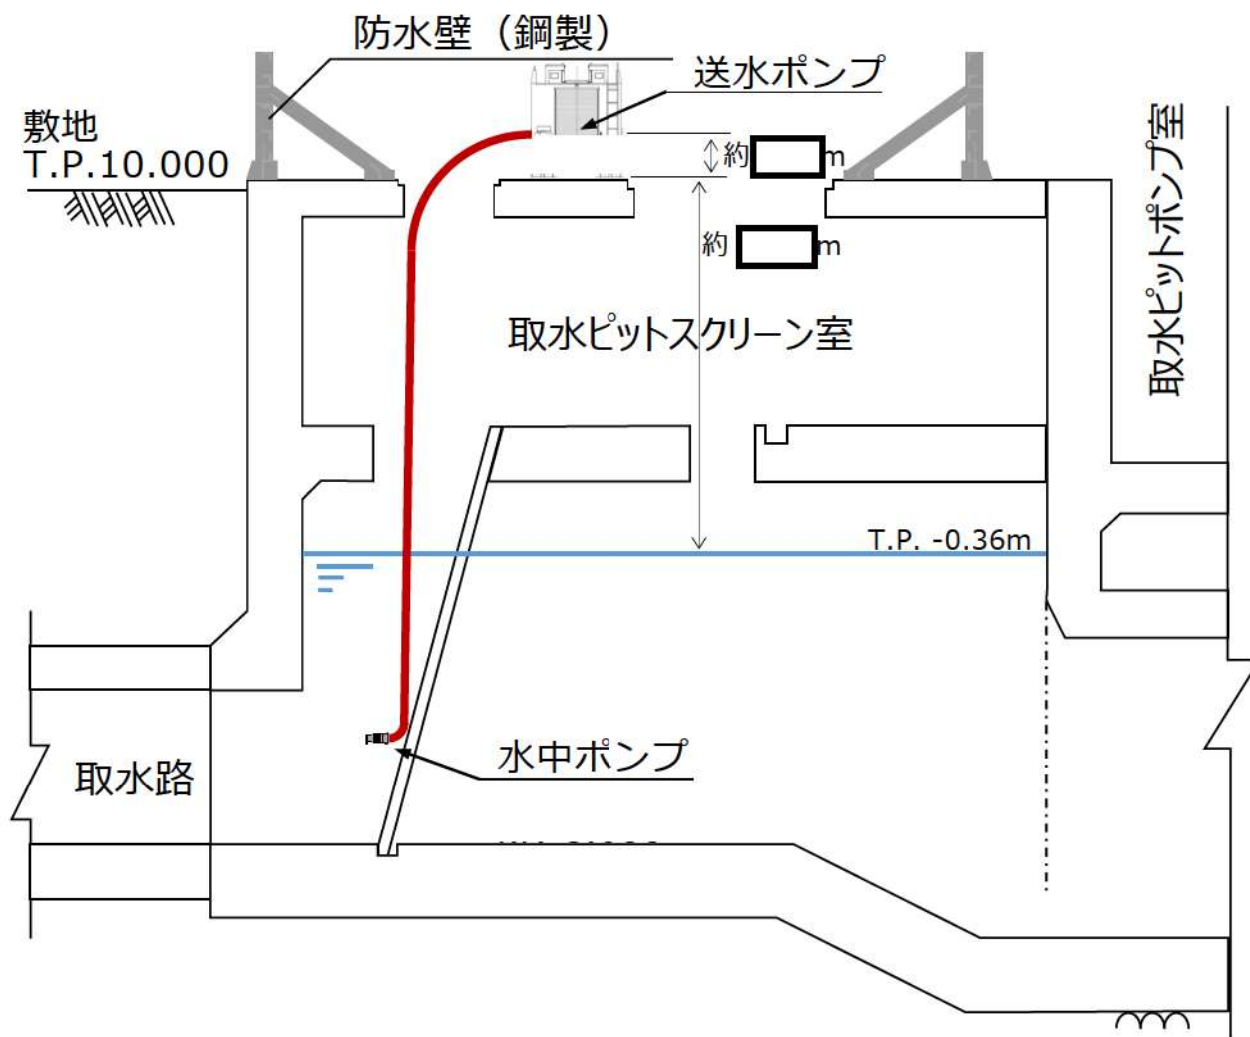 防水壁（鋼製）
送水ポンプ
敷地
T.P.10.000
約 m
約 m
取水ピットスクリーン室
取水ピットポンプ室
T.P. -0.36m
水中ポンプ
取水路